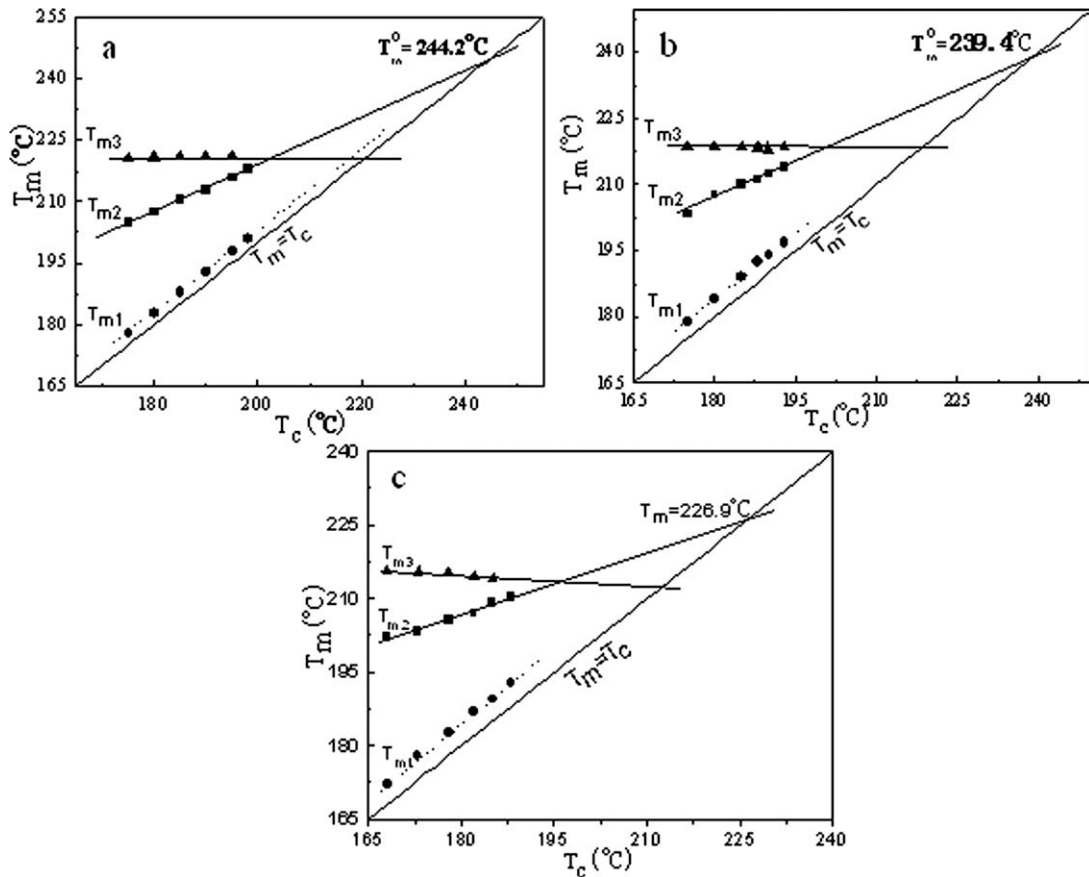 a
T°m = 244.2°C
255
240
225
210
195
180
165
Tm (°C)
Tm3
Tm2
Tm1
Tm=Tc
180 200 220 240
Tc (°C)
b
T°m = 239.4°C
240
225
210
195
180
165
Tm (°C)
Tm3
Tm2
Tm1
Tm=Tc
165 180 195 213 225 240
Tc (°C)
c
Tm=226.9°C
240
225
210
195
180
165
Tm (°C)
Tm3
Tm2
Tm1
Tm=Tc
165 180 195 210 225 240
Tc (°C)